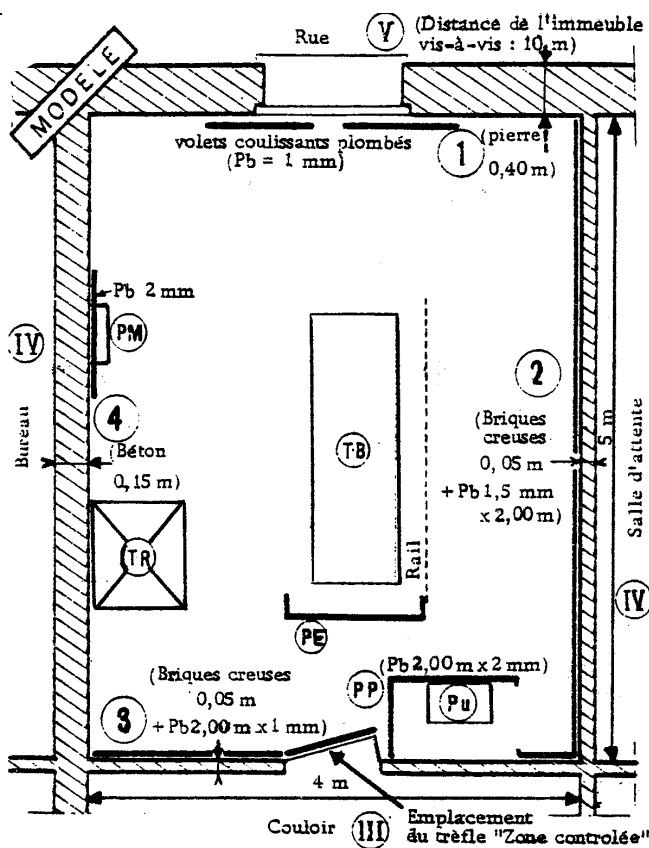 Rue
V
(Distance de l'immeuble
vis-à-vis : 10 m)
MODELE
volets coulissants plombés
(Pb = 1 mm)
1
(pierre
0,40 m)
Pb 2 mm
PM
IV
Bureau
4
(Béton
0,15 m)
2
(Briques
creuses
0,05 m
+ Pb 1,5 mm
x 2,00 m)
5 m
Salle d'attente
IV
T.B
TR
Rail
PE
(Pb 2,00 m x 2 mm)
PP
Pu
(Briques creuses
0,05 m
+ Pb 2,00 m x 1 mm)
3
4 m
Couloir
III
Emplacement
du trèfle "Zone controlée"